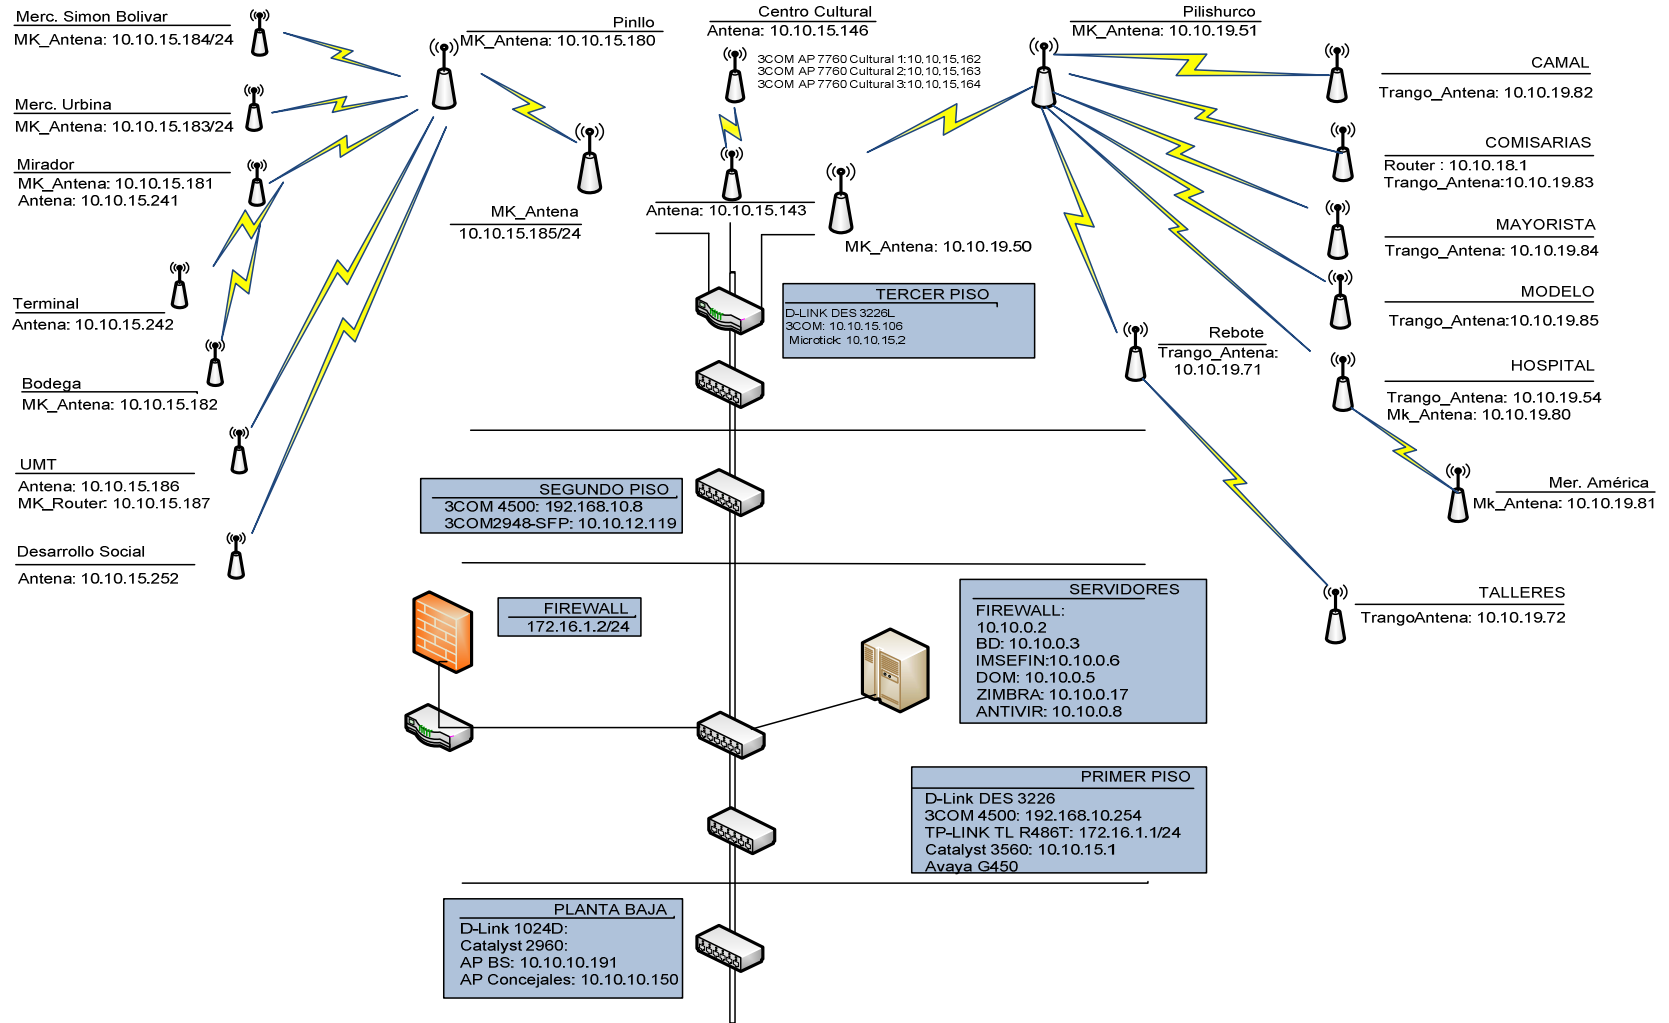 Merc. Simon Bolivar
MK_Antena: 10.10.15.184/24
Merc. Urbina
MK_Antena: 10.10.15.183/24
Mirador
MK_Antena: 10.10.15.181
Antena: 10.10.15.241
Terminal
Antena: 10.10.15.242
Bodega
MK_Antena: 10.10.15.182
UMT
Antena: 10.10.15.186
MK_Router: 10.10.15.187
Desarrollo Social
Antena: 10.10.15.252
Pinllo
MK_Antena: 10.10.15.180
MK_Antena
10.10.15.185/24
Centro Cultural
Antena: 10.10.15.146
3COM AP 7760 Cultural 1:10.10.15.162
3COM AP 7760 Cultural 2:10.10.15.163
3COM AP 7760 Cultural 3:10.10.15.164
Antena: 10.10.15.143
MK_Antena: 10.10.19.50
Pilishurco
MK_Antena: 10.10.19.51
CAMAL
Trango_Antena: 10.10.19.82
COMISARIAS
Router : 10.10.18.1
Trango_Antena:10.10.19.83
MAYORISTA
Trango_Antena: 10.10.19.84
MODELO
Trango_Antena:10.10.19.85
HOSPITAL
Trango_Antena: 10.10.19.54
Mk_Antena: 10.10.19.80
Mer. América
Mk_Antena: 10.10.19.81
Rebote
Trango_Antena:
10.10.19.71
TALLERES
TrangoAntena: 10.10.19.72
TERCER PISO
D-LINK DES 3226L
3COM: 10.10.15.106
Microtick: 10.10.15.2
SEGUNDO PISO
3COM 4500: 192.168.10.8
3COM2948-SFP: 10.10.12.119
FIREWALL
172.16.1.2/24
SERVIDORES
FIREWALL:
10.10.0.2
BD: 10.10.0.3
IMSEFIN:10.10.0.6
DOM: 10.10.0.5
ZIMBRA: 10.10.0.17
ANTIVIR: 10.10.0.8
PRIMER PISO
D-Link DES 3226
3COM 4500: 192.168.10.254
TP-LINK TL R486T: 172.16.1.1/24
Catalyst 3560: 10.10.15.1
Avaya G450
PLANTA BAJA
D-Link 1024D:
Catalyst 2960:
AP BS: 10.10.10.191
AP Concejales: 10.10.10.150